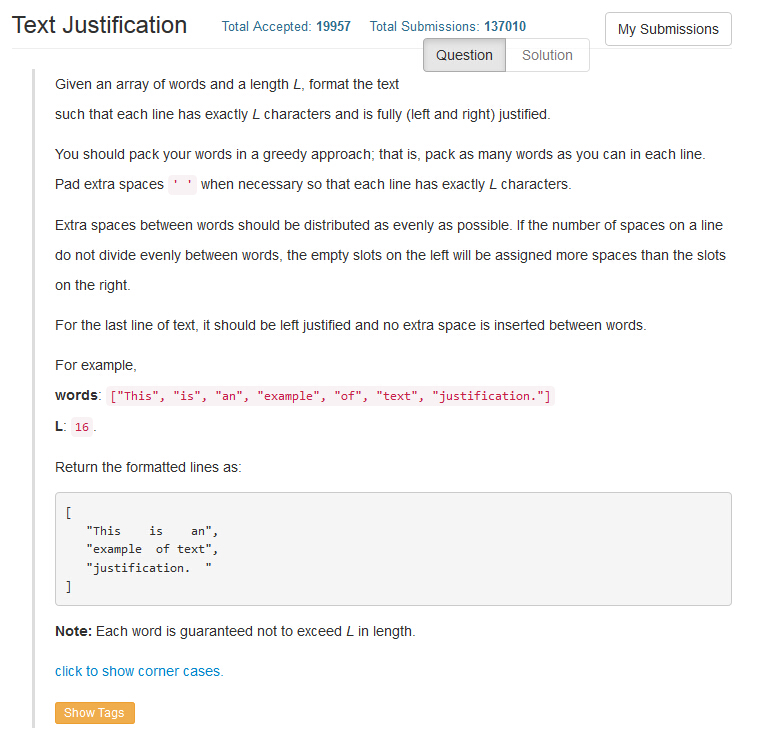 Text Justification Total Accepted: 19957 Total Submissions: 137010 My Submissions
Question Solution
Given an array of words and a length L, format the text
such that each line has exactly L characters and is fully (left and right) justified.
You should pack your words in a greedy approach; that is, pack as many words as you can in each line.
Pad extra spaces ' ' when necessary so that each line has exactly L characters.
Extra spaces between words should be distributed as evenly as possible. If the number of spaces on a line
do not divide evenly between words, the empty slots on the left will be assigned more spaces than the slots
on the right.
For the last line of text, it should be left justified and no extra space is inserted between words.
For example,
words: ["This", "is", "an", "example", "of", "text", "justification."]
L: 16.
Return the formatted lines as:
[
   "This    is    an",
   "example  of text",
   "justification.  "
]
Note: Each word is guaranteed not to exceed L in length.
click to show corner cases.
Show Tags